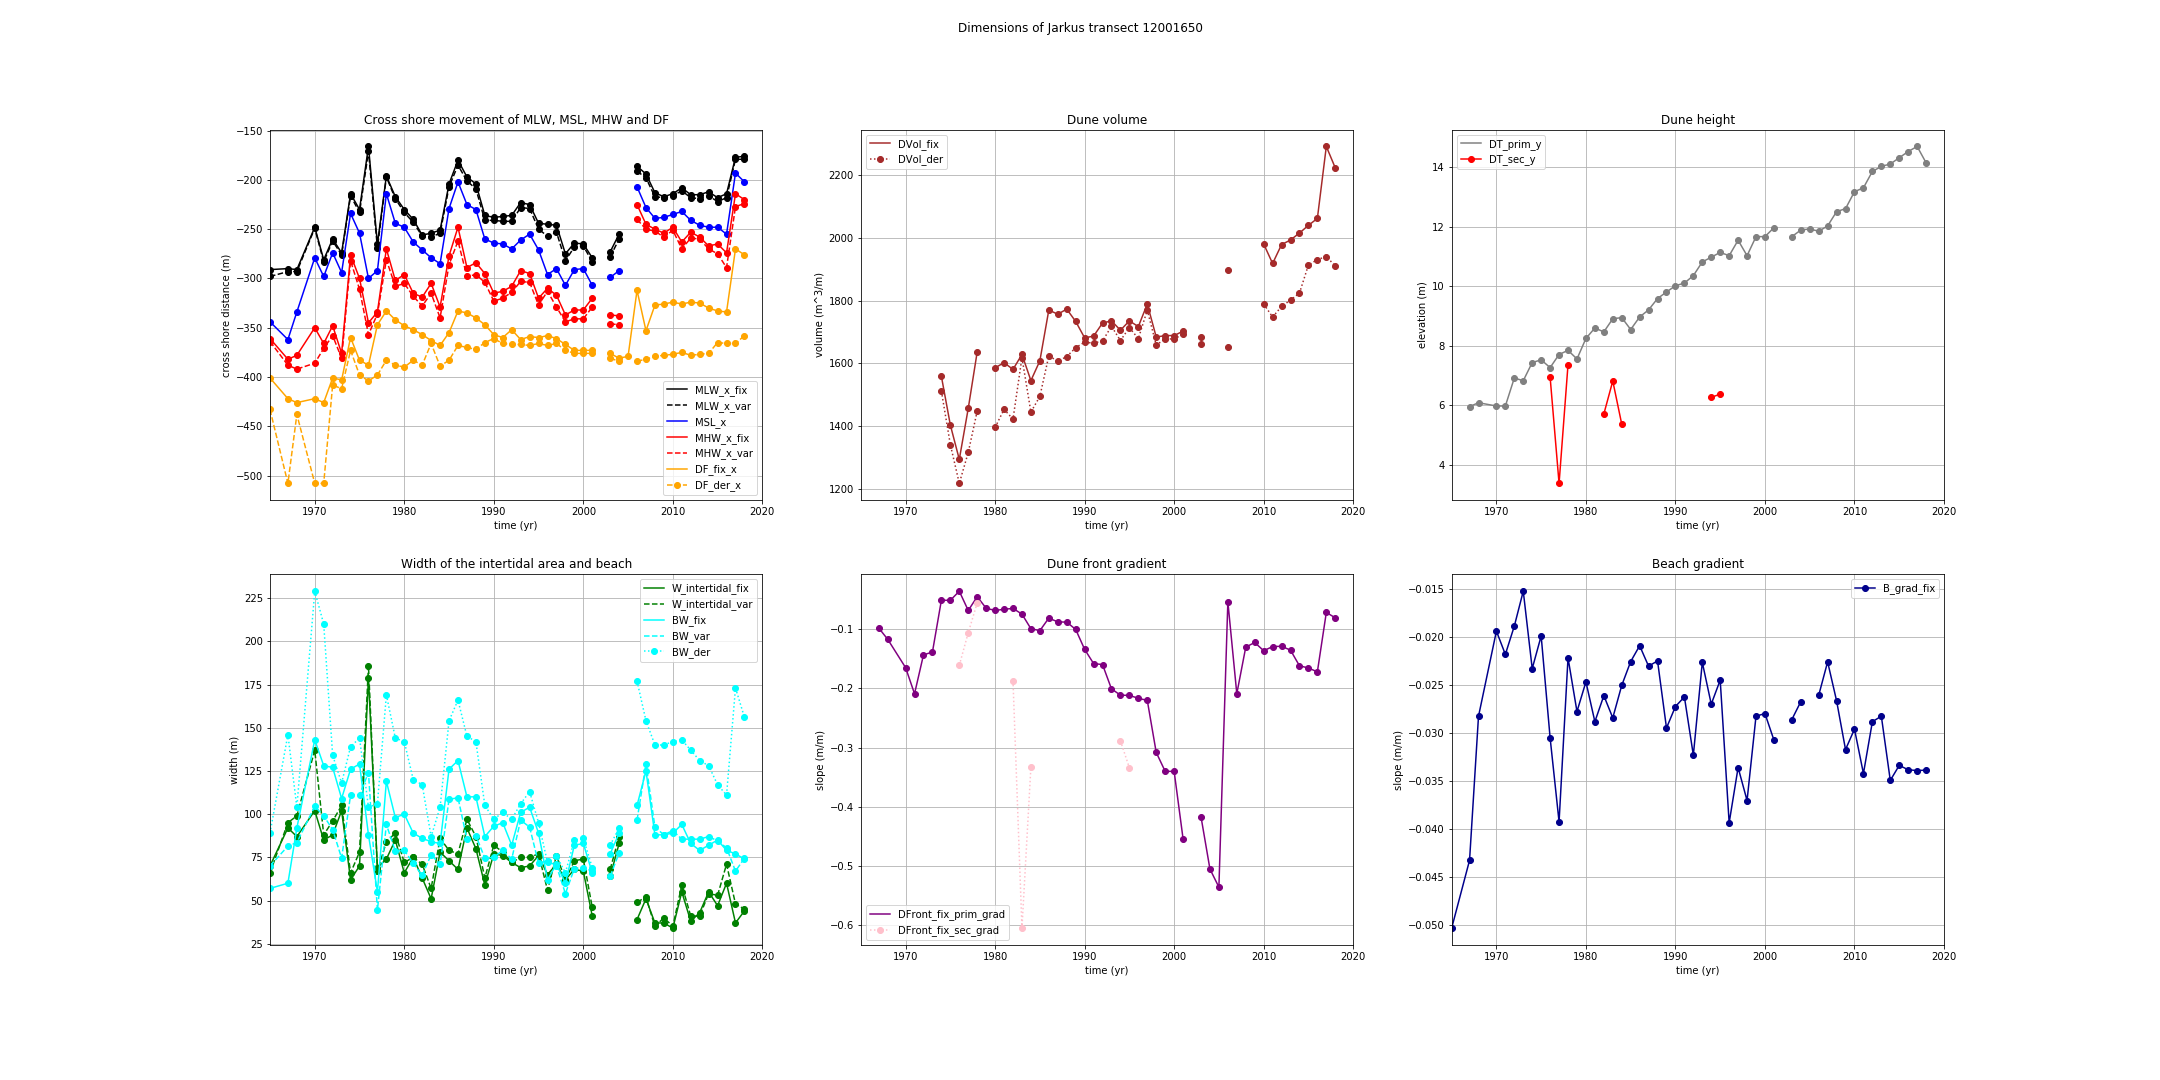 Dimensions of Jarkus transect 12001650
Cross shore movement of MLW, MSL, MHW and DF
cross shore distance (m)
−150
−200
−250
−300
−350
−400
−450
−500
MLW_x_fix
MLW_x_var
MSL_x
MHW_x_fix
MHW_x_var
DF_fix_x
DF_der_x
1970 1980 1990 2000 2010 2020
time (yr)
Dune volume
volume (m^3/m)
2200
2000
1800
1600
1400
1200
DVol_fix
DVol_der
1970 1980 1990 2000 2010 2020
time (yr)
Dune height
elevation (m)
14
12
10
8
6
4
DT_prim_y
DT_sec_y
1970 1980 1990 2000 2010 2020
time (yr)
Width of the intertidal area and beach
width (m)
225
200
175
150
125
100
75
50
25
W_intertidal_fix
W_intertidal_var
BW_fix
BW_var
BW_der
1970 1980 1990 2000 2010 2020
time (yr)
Dune front gradient
slope (m/m)
−0.1
−0.2
−0.3
−0.4
−0.5
−0.6
DFront_fix_prim_grad
DFront_fix_sec_grad
1970 1980 1990 2000 2010 2020
time (yr)
Beach gradient
slope (m/m)
−0.015
−0.020
−0.025
−0.030
−0.035
−0.040
−0.045
−0.050
B_grad_fix
1970 1980 1990 2000 2010 2020
time (yr)